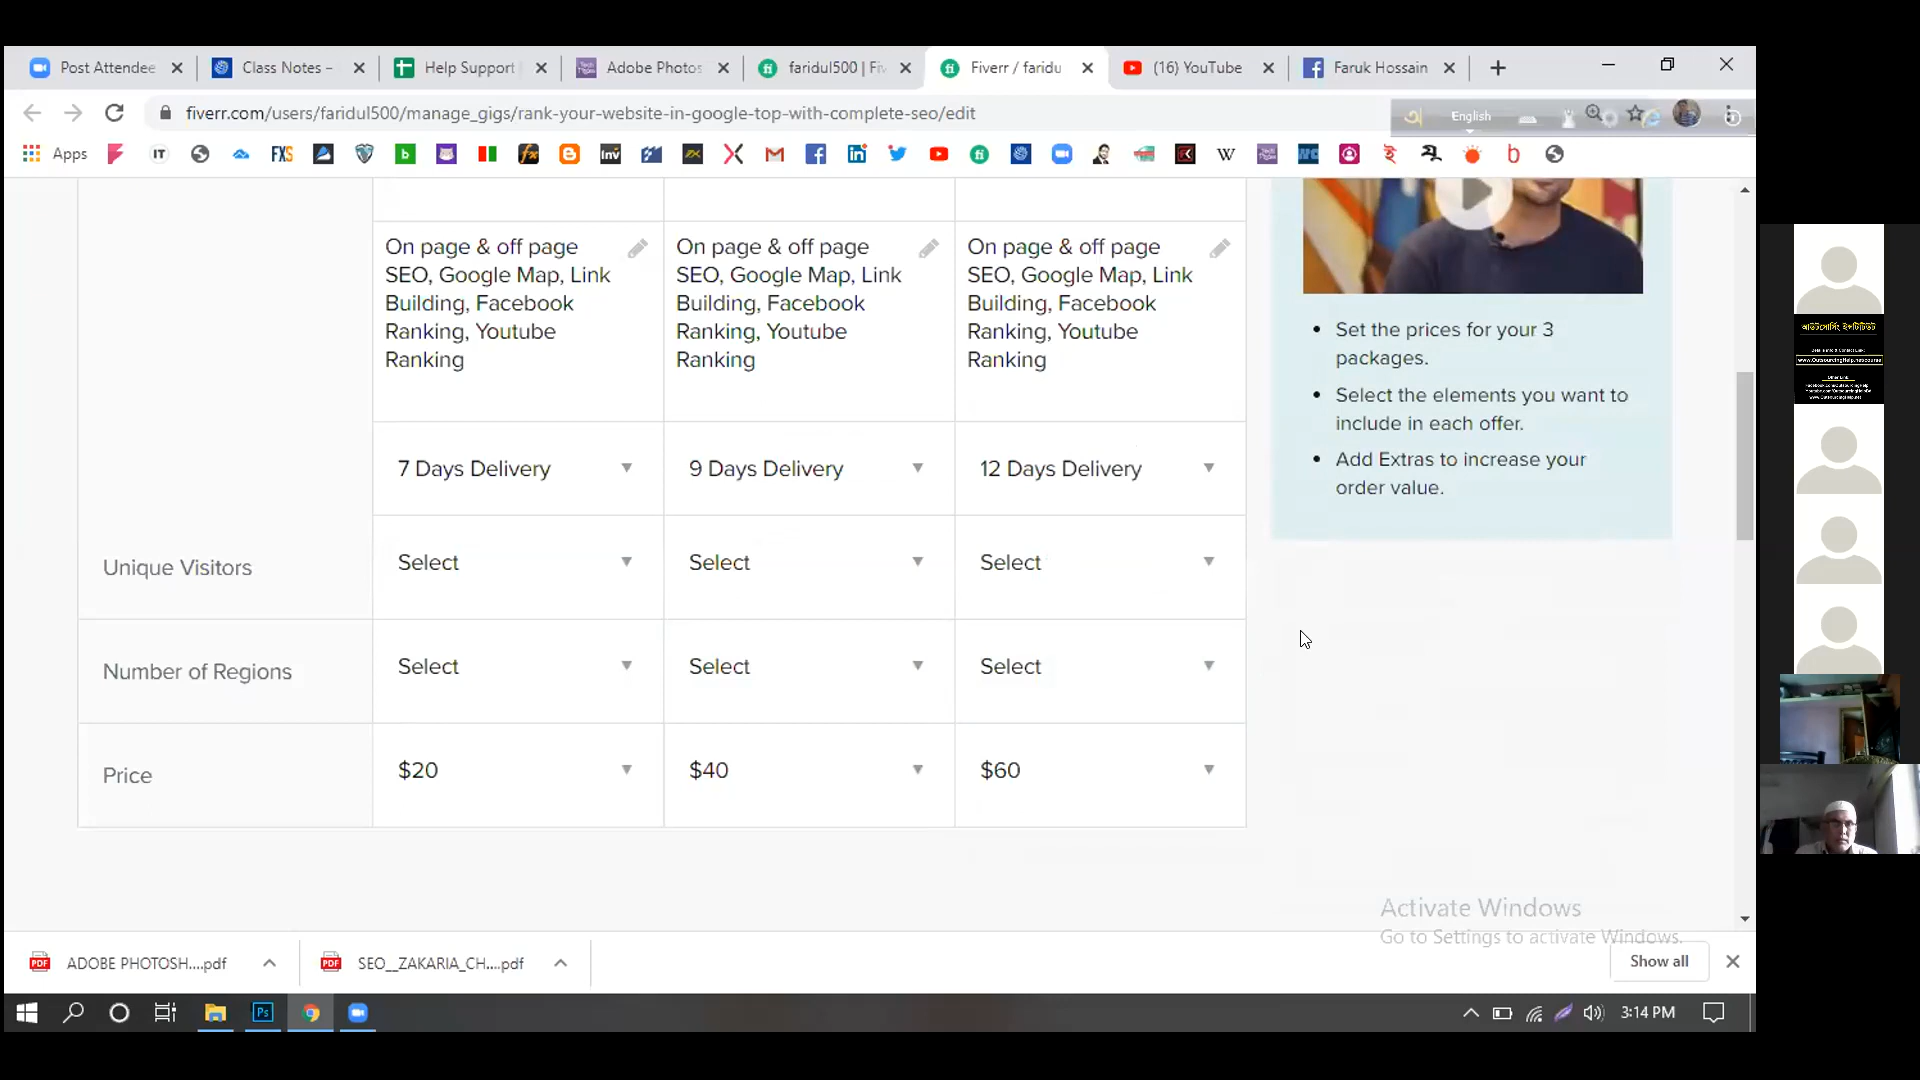 Post Attendee
Class Notes –
Help Support
Adobe Photos
faridul500 | Fiv
Fiverr / faridu
(16) YouTube
Faruk Hossain
fiverr.com/users/faridul500/manage_gigs/rank-your-website-in-google-top-with-complete-seo/edit
English
Apps
On page & off page
SEO, Google Map, Link
Building, Facebook
Ranking, Youtube
Ranking
On page & off page
SEO, Google Map, Link
Building, Facebook
Ranking, Youtube
Ranking
On page & off page
SEO, Google Map, Link
Building, Facebook
Ranking, Youtube
Ranking
7 Days Delivery
9 Days Delivery
12 Days Delivery
Unique Visitors
Select
Select
Select
Number of Regions
Select
Select
Select
Price
$20
$40
$60
Set the prices for your 3
packages.
Select the elements you want to
include in each offer.
Add Extras to increase your
order value.
আউটসোর্সিং ইন্সটিটিউট
Activate Windows
Go to Settings to activate Windows.
ADOBE PHOTOSH....pdf
SEO__ZAKARIA_CH....pdf
Show all
3:14 PM